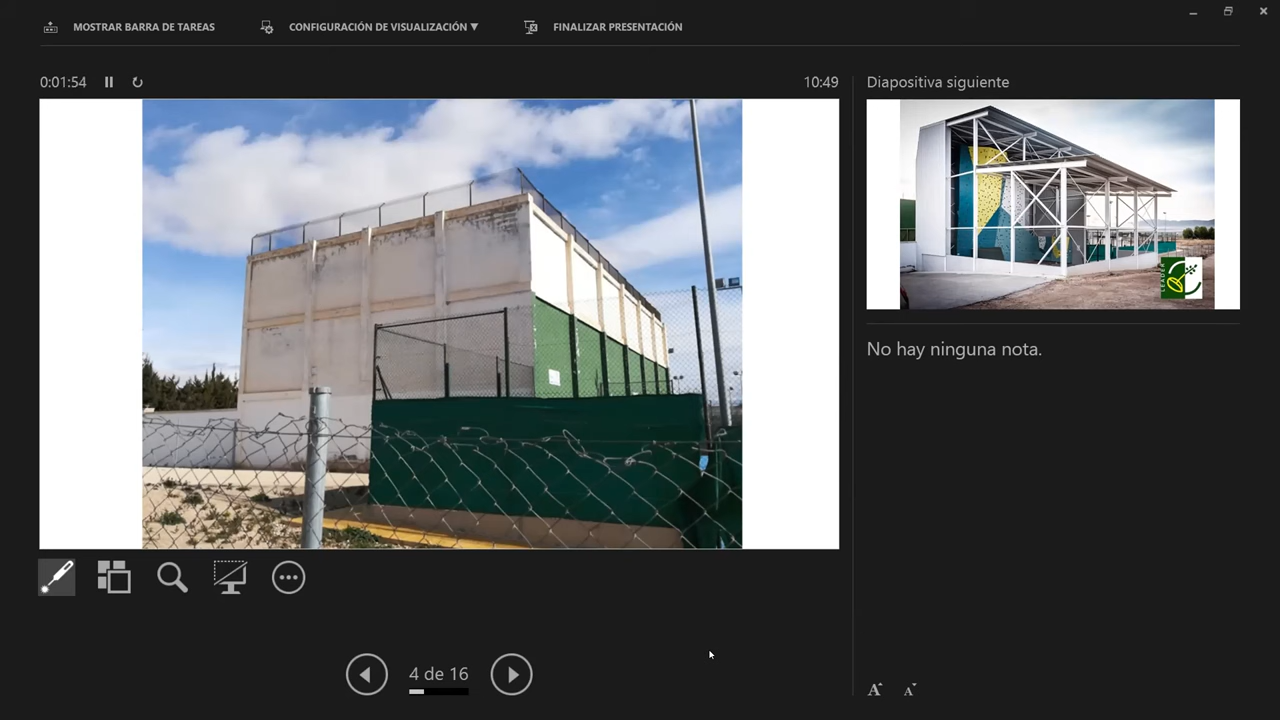 MOSTRAR BARRA DE TAREAS
CONFIGURACIÓN DE VISUALIZACIÓN ▼
FINALIZAR PRESENTACIÓN
0:01:54
10:49
Diapositiva siguiente
LEADER
No hay ninguna nota.
4 de 16
A A